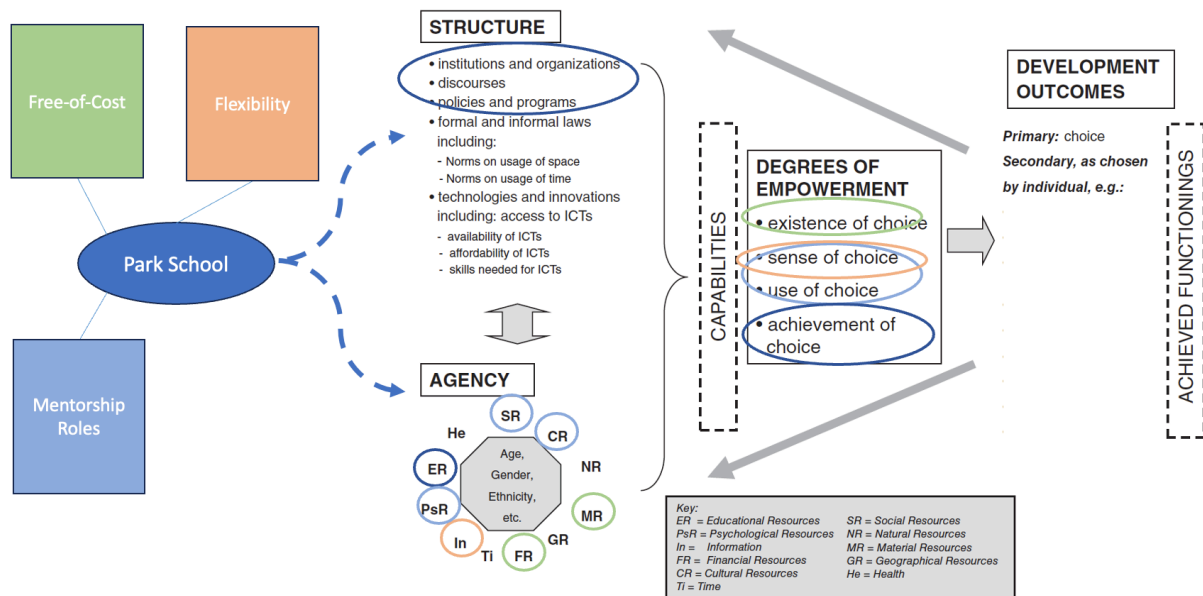 Free-of-Cost
Flexibility
Park School
Mentorship
Roles
STRUCTURE
• institutions and organizations
• discourses
• policies and programs
• formal and informal laws
including:
- Norms on usage of space
- Norms on usage of time
• technologies and innovations
including: access to ICTs
- availability of ICTs
- affordability of ICTs
- skills needed for ICTs
AGENCY
SR
He
CR
Age,
Gender,
Ethnicity,
etc.
NR
ER
PsR
MR
In
Ti
FR
GR
CAPABILITIES
DEGREES OF
EMPOWERMENT
• existence of choice
• sense of choice
• use of choice
• achievement of
choice
DEVELOPMENT
OUTCOMES
Primary: choice
Secondary, as chosen
by individual, e.g.:
ACHIEVED FUNCTIONINGS
Key:
ER = Educational Resources
PsR = Psychological Resources
In = Information
FR = Financial Resources
CR = Cultural Resources
Ti = Time
SR = Social Resources
NR = Natural Resources
MR = Material Resources
GR = Geographical Resources
He = Health